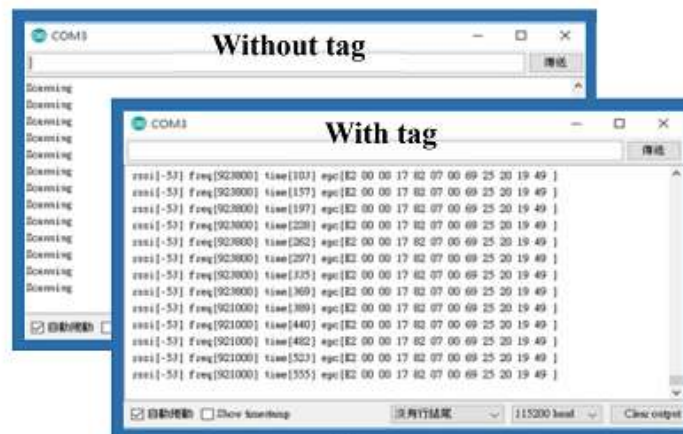 COM3
Without tag
傳送
Scanning
Scanning
Scanning
Scanning
Scanning
Scanning
Scanning
Scanning
Scanning
Scanning
Scanning
Scanning
Scanning
自動捲動
COM3
With tag
傳送
rssi[-53] freq[923800] time[103] epc[E2 00 00 17 82 07 00 69 25 20 19 49 ]
rssi[-53] freq[923800] time[157] epc[E2 00 00 17 82 07 00 69 25 20 19 49 ]
rssi[-53] freq[923800] time[197] epc[E2 00 00 17 82 07 00 69 25 20 19 49 ]
rssi[-53] freq[923800] time[228] epc[E2 00 00 17 82 07 00 69 25 20 19 49 ]
rssi[-53] freq[923800] time[262] epc[E2 00 00 17 82 07 00 69 25 20 19 49 ]
rssi[-53] freq[923800] time[297] epc[E2 00 00 17 82 07 00 69 25 20 19 49 ]
rssi[-53] freq[923800] time[335] epc[E2 00 00 17 82 07 00 69 25 20 19 49 ]
rssi[-53] freq[923800] time[369] epc[E2 00 00 17 82 07 00 69 25 20 19 49 ]
rssi[-53] freq[921000] time[389] epc[E2 00 00 17 82 07 00 69 25 20 19 49 ]
rssi[-53] freq[921000] time[440] epc[E2 00 00 17 82 07 00 69 25 20 19 49 ]
rssi[-53] freq[921000] time[482] epc[E2 00 00 17 82 07 00 69 25 20 19 49 ]
rssi[-53] freq[921000] time[523] epc[E2 00 00 17 82 07 00 69 25 20 19 49 ]
rssi[-53] freq[921000] time[555] epc[E2 00 00 17 82 07 00 69 25 20 19 49 ]
自動捲動 Show timestamp 沒有行結尾 115200 baud Clear output